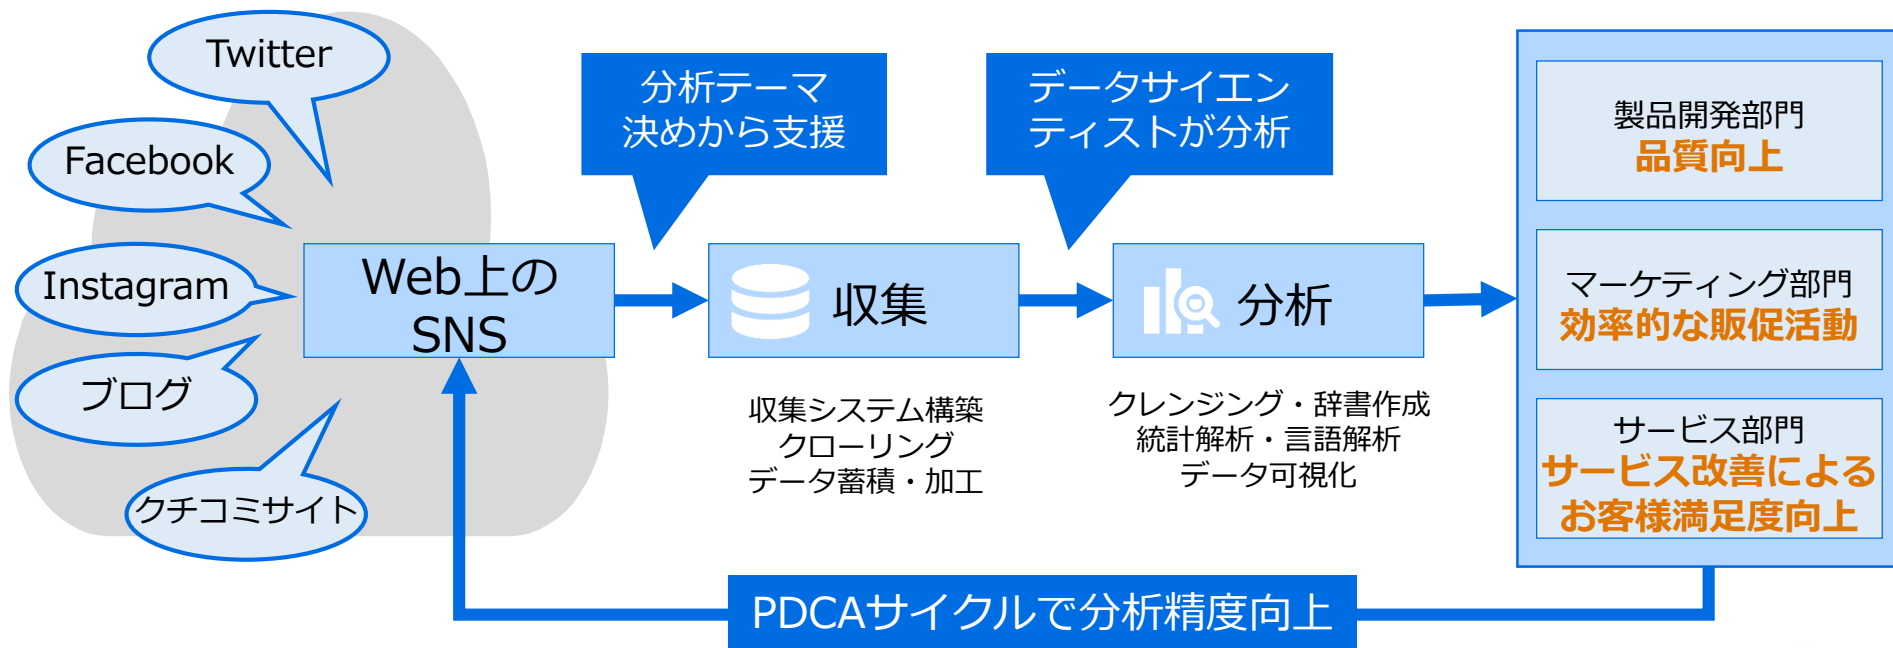 Twitter
Facebook
Instagram
ブログ
クチコミサイト
Web上の
SNS
分析テーマ
決めから支援
収集
収集システム構築
クローリング
データ蓄積・加工
データサイエン
ティストが分析
分析
クレンジング・辞書作成
統計解析・言語解析
データ可視化
製品開発部門
品質向上
マーケティング部門
効率的な販促活動
サービス部門
サービス改善による
お客様満足度向上
PDCAサイクルで分析精度向上